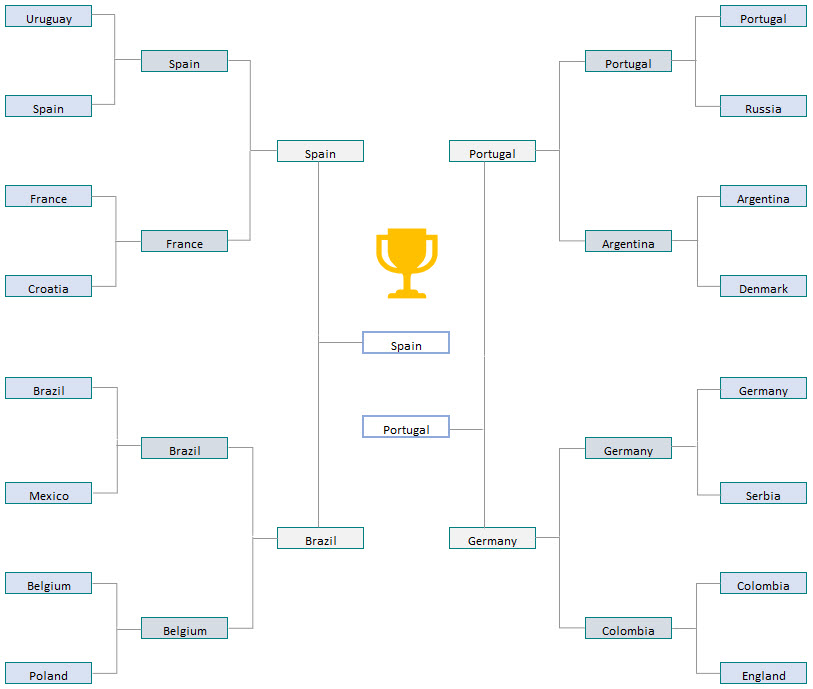 Uruguay
Portugal
Spain
Portugal
Spain
Russia
Spain
Portugal
France
Argentina
France
Argentina
Croatia
Denmark
Spain
Brazil
Germany
Portugal
Brazil
Germany
Mexico
Serbia
Brazil
Germany
Belgium
Colombia
Belgium
Colombia
Poland
England